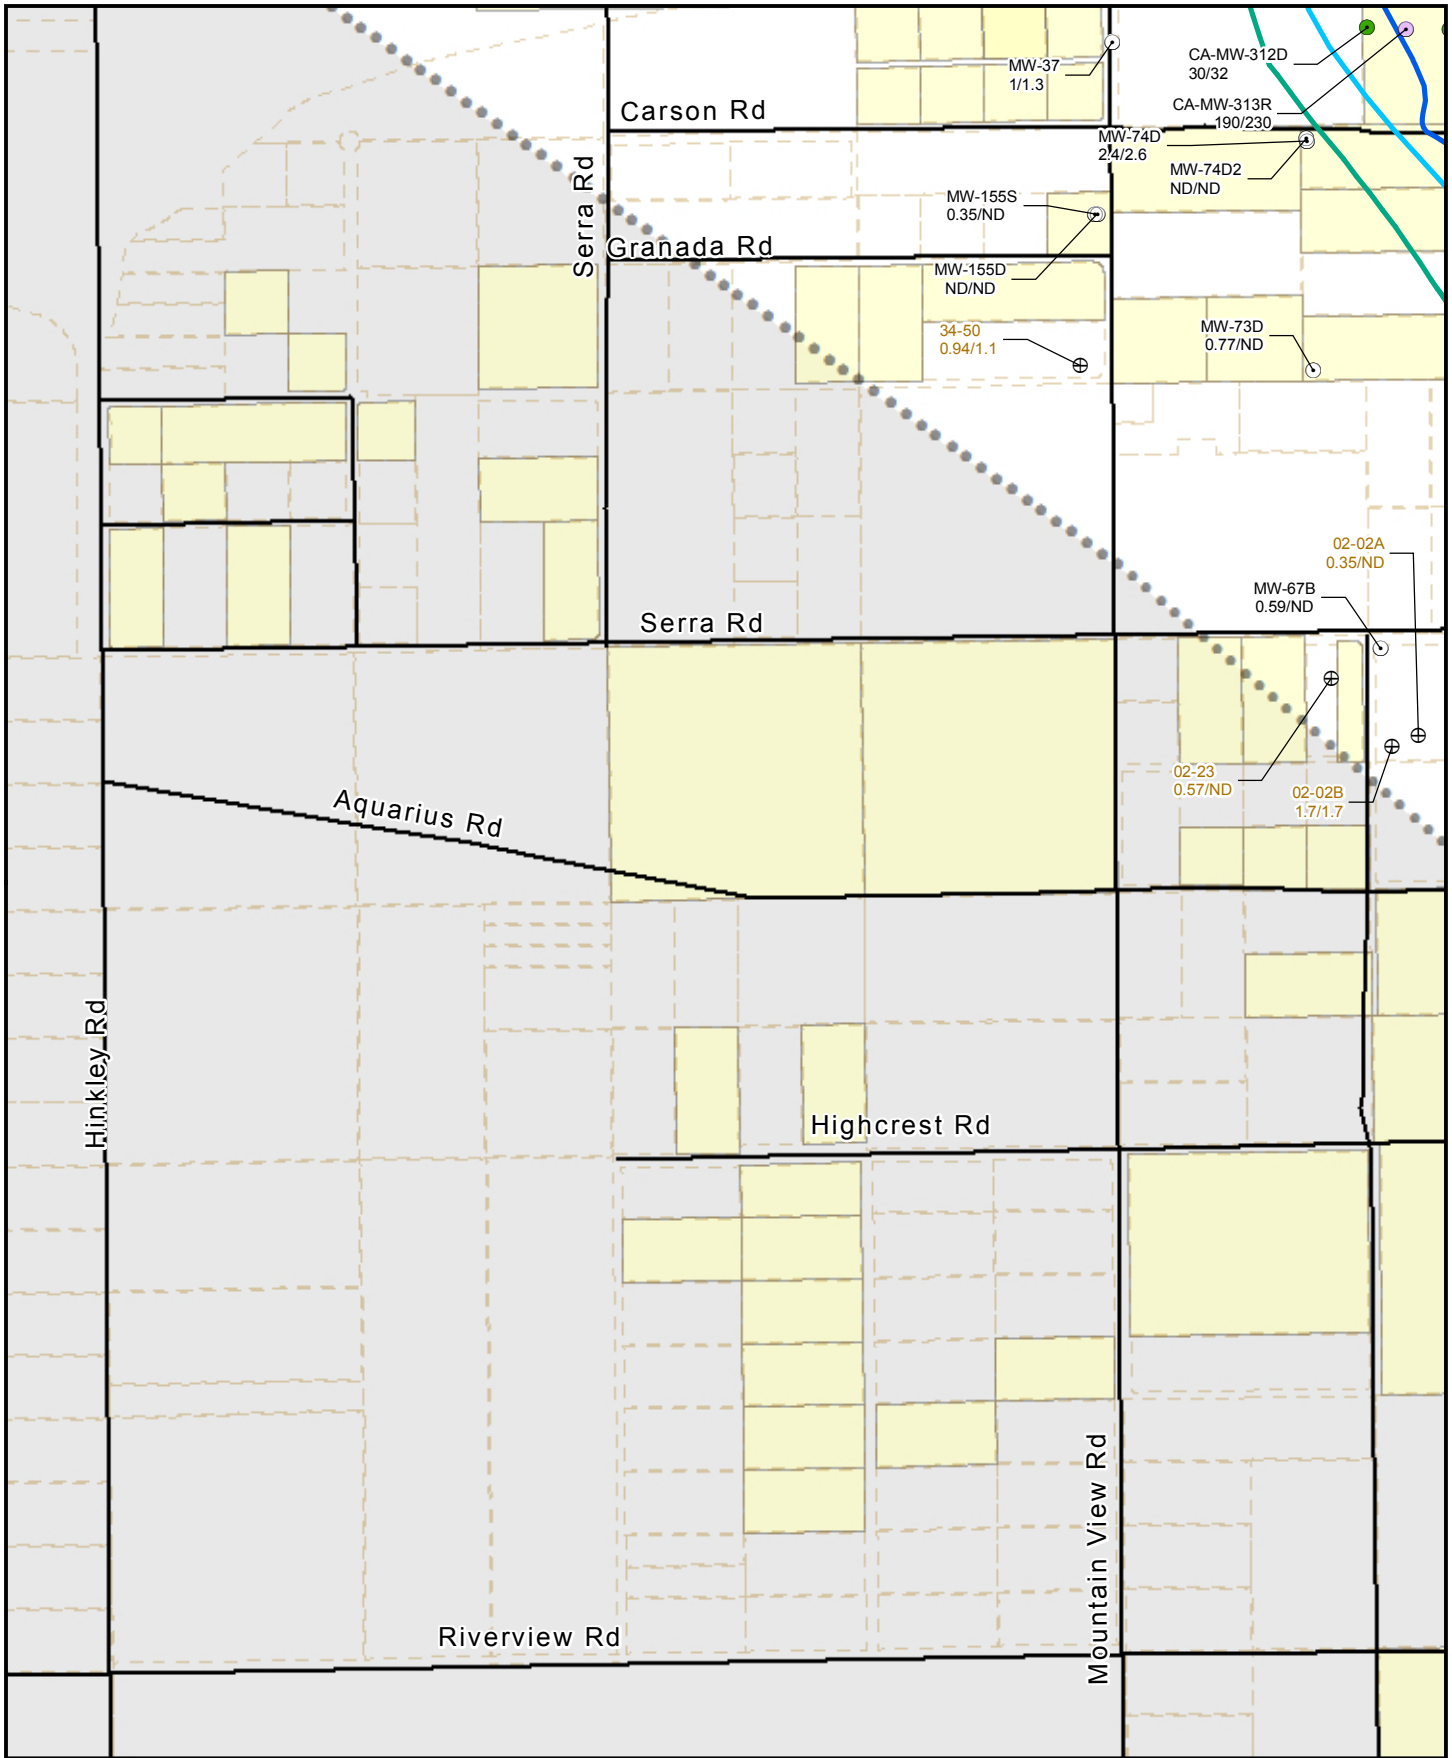 CA-MW-312D
30/32
MW-37
1/1.3
CA-MW-313R
190/230
Carson Rd
MW-74D
2.4/2.6
MW-74D2
ND/ND
Serra Rd
MW-155S
0.35/ND
Granada Rd
MW-155D
ND/ND
34-50
0.94/1.1
MW-73D
0.77/ND
02-02A
0.35/ND
MW-67B
0.59/ND
Serra Rd
02-23
0.57/ND
02-02B
1.7/1.7
Aquarius Rd
Hinkley Rd
Highcrest Rd
Mountain View Rd
Riverview Rd